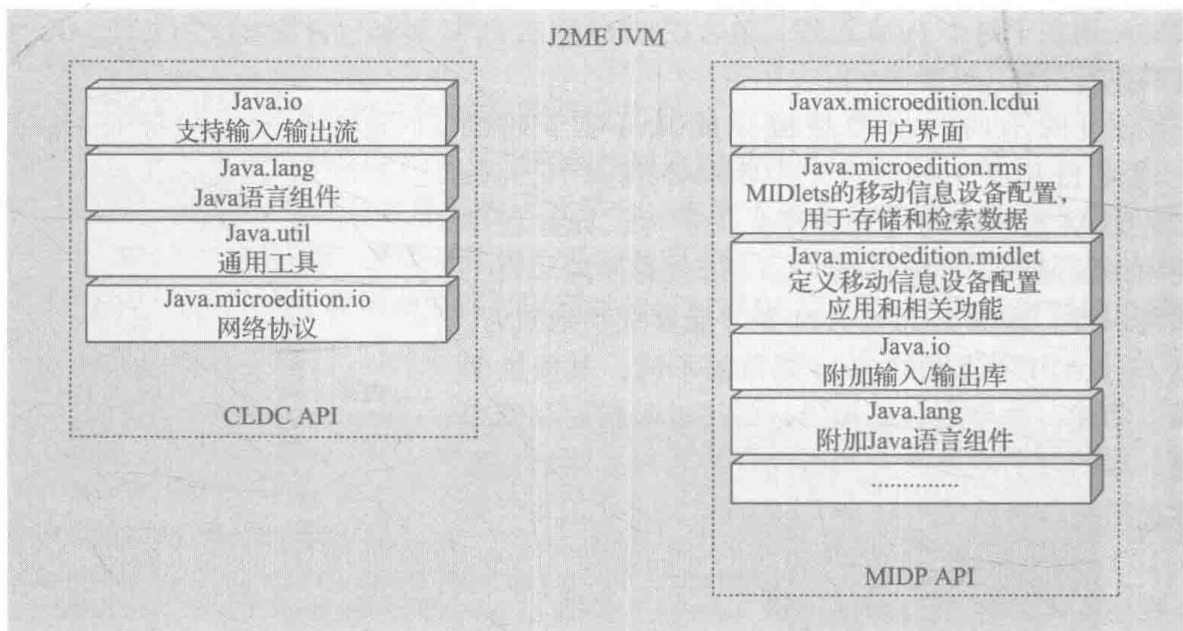 J2ME JVM
Java.io
支持输入/输出流
Java.lang
Java语言组件
Java.util
通用工具
Java.microedition.io
网络协议
CLDC API
Javax.microedition.lcdui
用户界面
Java.microedition.rms
MIDlets的移动信息设备配置，
用于存储和检索数据
Java.microedition.midlet
定义移动信息设备配置
应用和相关功能
Java.io
附加输入/输出库
Java.lang
附加Java语言组件
··············
MIDP API